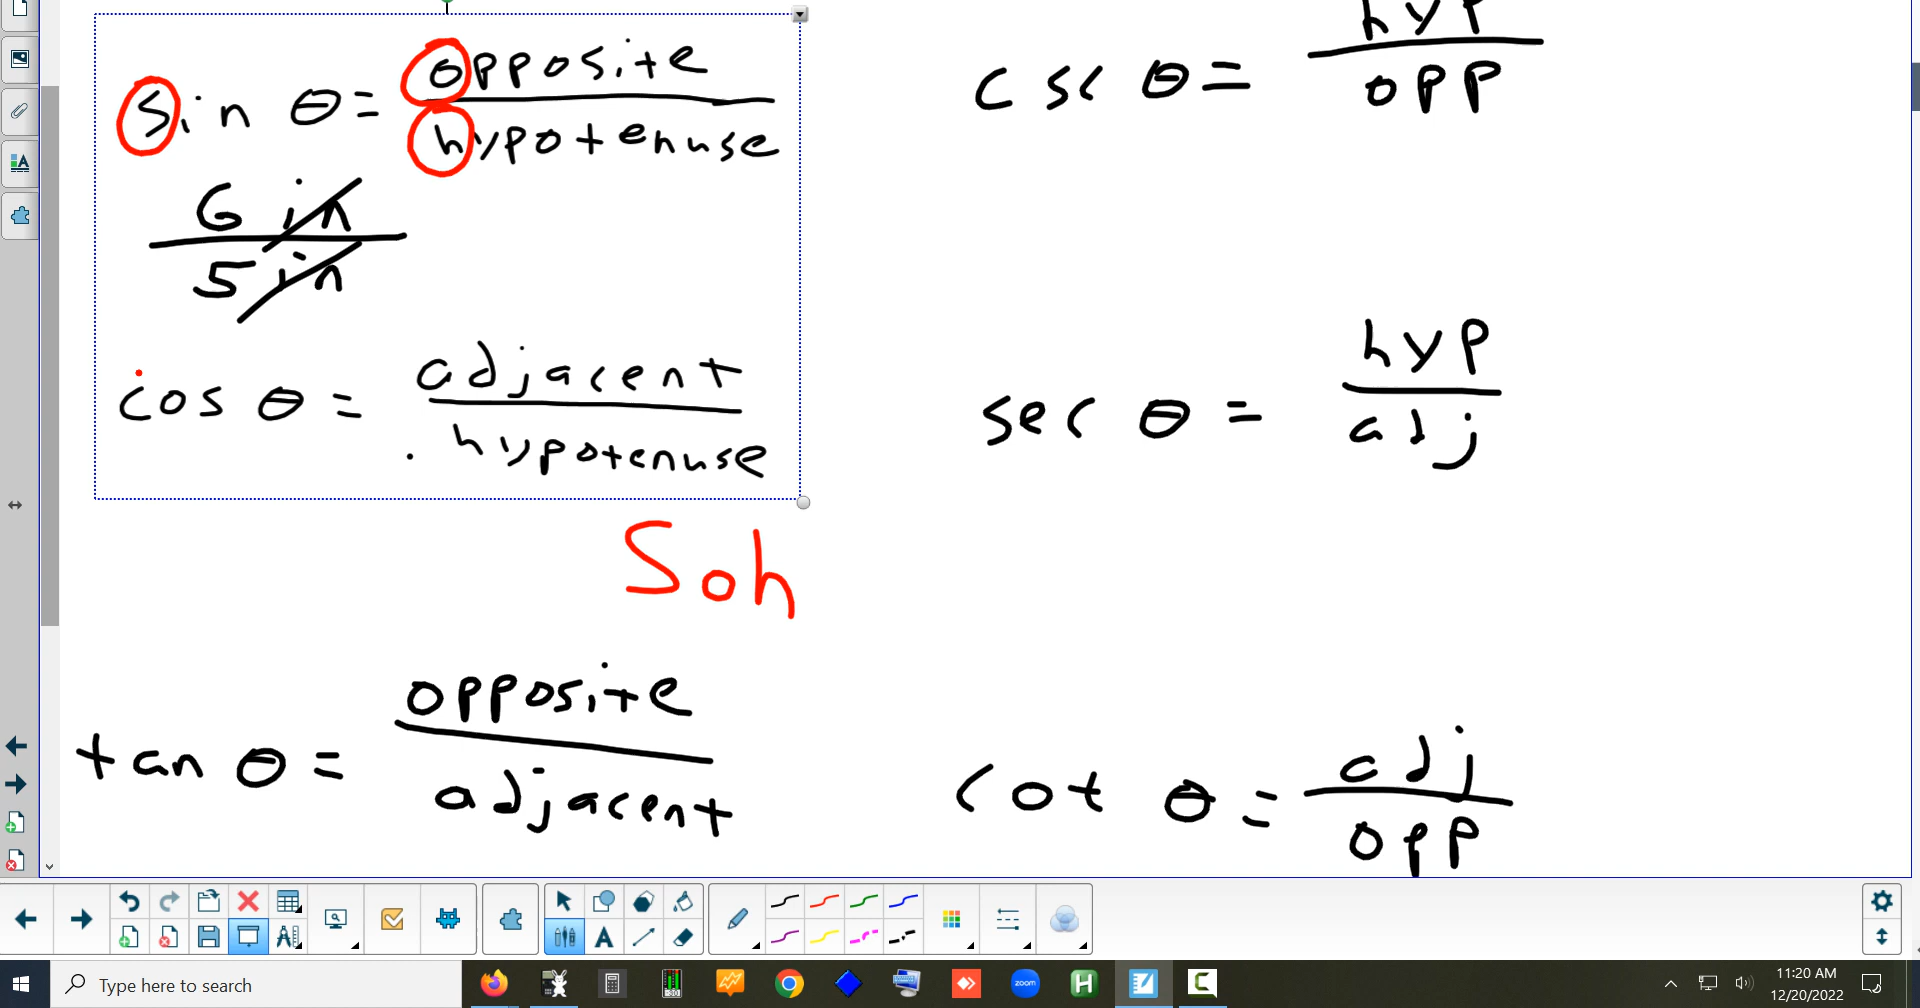 sin θ = opposite
hypotenuse
6 in
5 in
cos θ = adjacent
hypotenuse
Soh
tan θ = opposite
adjacent
csc θ = hyp
opp
sec θ = hyp
adj
cot θ = adj
opp
A
Type here to search
zoom
H
C
11:20 AM
12/20/2022